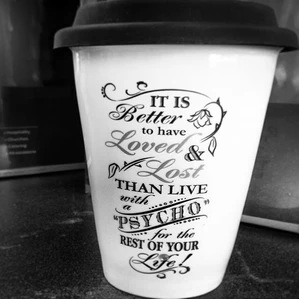 IT IS
Better
to have
Loved &
Lost
THAN LIVE
with
a
"PSYCHO"
for the
REST OF YOUR
Life!